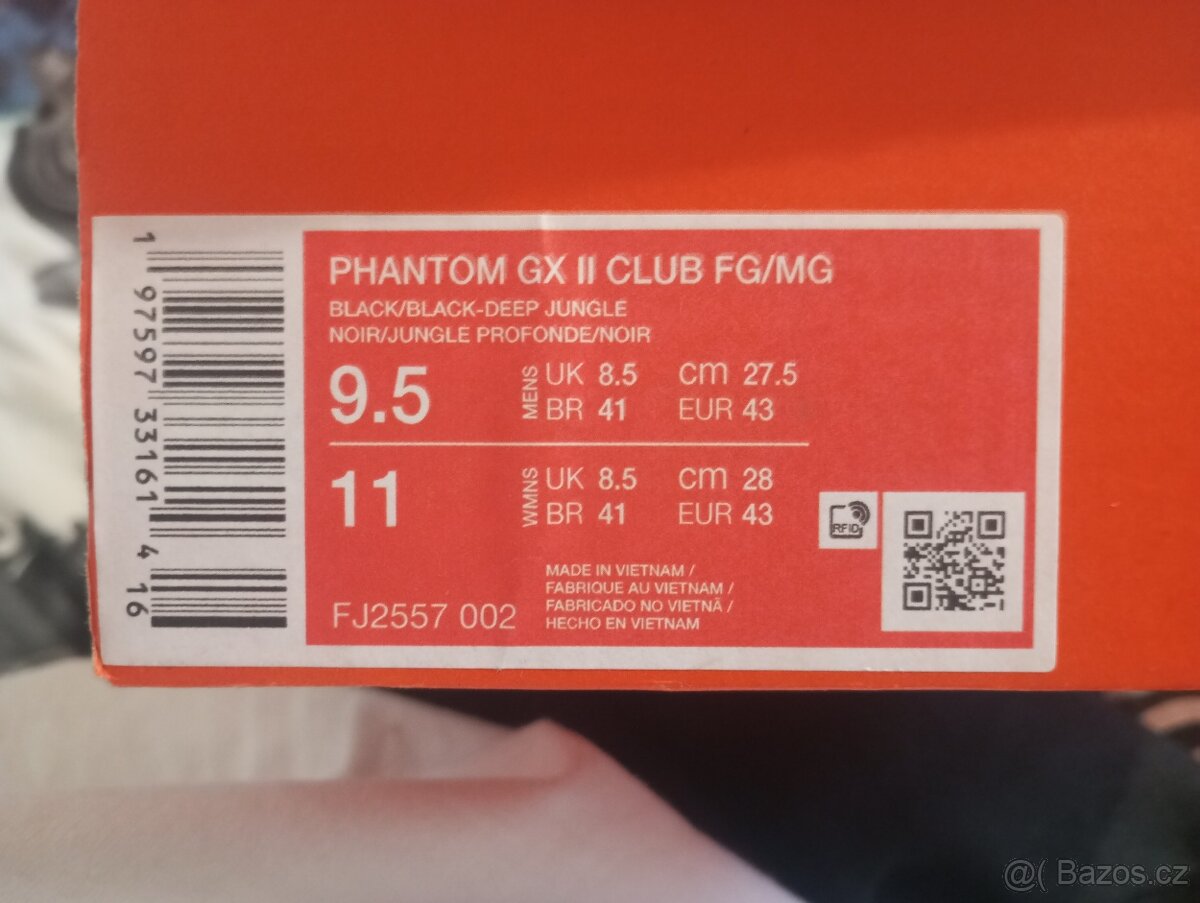 1 97597 33161 4 16
PHANTOM GX II CLUB FG/MG
BLACK/BLACK-DEEP JUNGLE
NOIR/JUNGLE PROFONDE/NOIR
9.5 MENS UK 8.5 cm 27.5
BR 41 EUR 43
11 WMNS UK 8.5 cm 28
BR 41 EUR 43
RFID
MADE IN VIETNAM /
FABRIQUE AU VIETNAM /
FABRICADO NO VIETNÃ /
HECHO EN VIETNAM
FJ2557 002
@( Bazos.cz